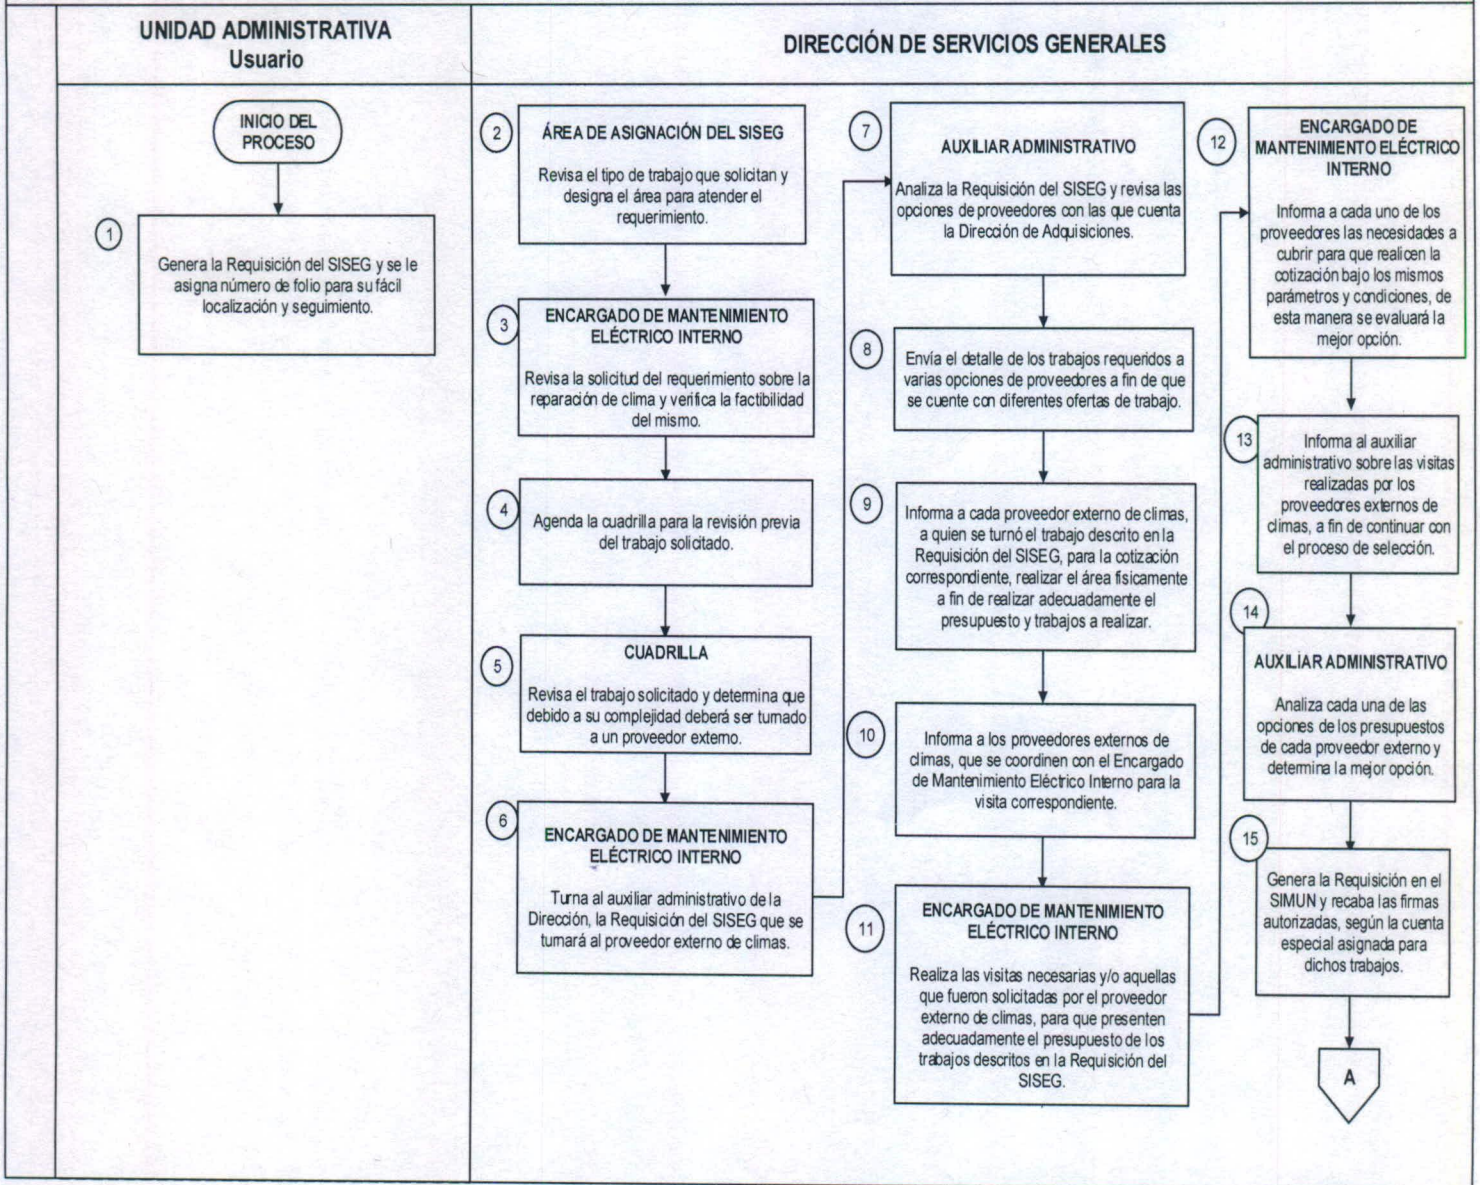 UNIDAD ADMINISTRATIVA
Usuario
DIRECCIÓN DE SERVICIOS GENERALES
INICIO DEL
PROCESO
1
Genera la Requisición del SISEG y se le
asigna número de folio para su fácil
localización y seguimiento.
2
ÁREA DE ASIGNACIÓN DEL SISEG
Revisa el tipo de trabajo que solicitan y
designa el área para atender el
requerimiento.
3
ENCARGADO DE MANTENIMIENTO
ELÉCTRICO INTERNO
Revisa la solicitud del requerimiento sobre la
reparación de clima y verifica la factibilidad
del mismo.
4
Agenda la cuadrilla para la revisión previa
del trabajo solicitado.
5
CUADRILLA
Revisa el trabajo solicitado y determina que
debido a su complejidad deberá ser turnado
a un proveedor externo.
6
ENCARGADO DE MANTENIMIENTO
ELÉCTRICO INTERNO
Turna al auxiliar administrativo de la
Dirección, la Requisición del SISEG que se
turnará al proveedor externo de climas.
7
AUXILIAR ADMINISTRATIVO
Analiza la Requisición del SISEG y revisa las
opciones de proveedores con las que cuenta
la Dirección de Adquisiciones.
8
Envía el detalle de los trabajos requeridos a
varias opciones de proveedores a fin de que
se cuente con diferentes ofertas de trabajo.
9
Informa a cada proveedor externo de climas,
a quien se turnó el trabajo descrito en la
Requisición del SISEG, para la cotización
correspondiente, realizar el área físicamente
a fin de realizar adecuadamente el
presupuesto y trabajos a realizar.
10
Informa a los proveedores externos de
climas, que se coordinen con el Encargado
de Mantenimiento Eléctrico Interno para la
visita correspondiente.
11
ENCARGADO DE MANTENIMIENTO
ELÉCTRICO INTERNO
Realiza las visitas necesarias y/o aquellas
que fueron solicitadas por el proveedor
externo de climas, para que presenten
adecuadamente el presupuesto de los
trabajos descritos en la Requisición del
SISEG.
12
ENCARGADO DE
MANTENIMIENTO ELÉCTRICO
INTERNO
Informa a cada uno de los
proveedores las necesidades a
cubrir para que realicen la
cotización bajo los mismos
parámetros y condiciones, de
esta manera se evaluará la
mejor opción.
13
Informa al auxiliar
administrativo sobre las visitas
realizadas por los
proveedores externos de
climas, a fin de continuar con
el proceso de selección.
14
AUXILIAR ADMINISTRATIVO
Analiza cada una de las
opciones de los presupuestos
de cada proveedor externo y
determina la mejor opción.
15
Genera la Requisición en el
SIMUN y recaba las firmas
autorizadas, según la cuenta
especial asignada para
dichos trabajos.
A